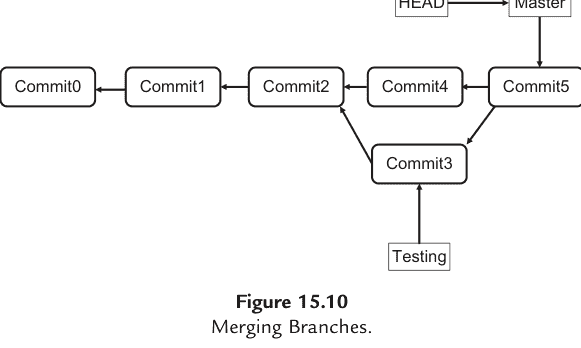 HEAD Master
Commit0 Commit1 Commit2 Commit4 Commit5
Commit3
Testing
Figure 15.10
Merging Branches.